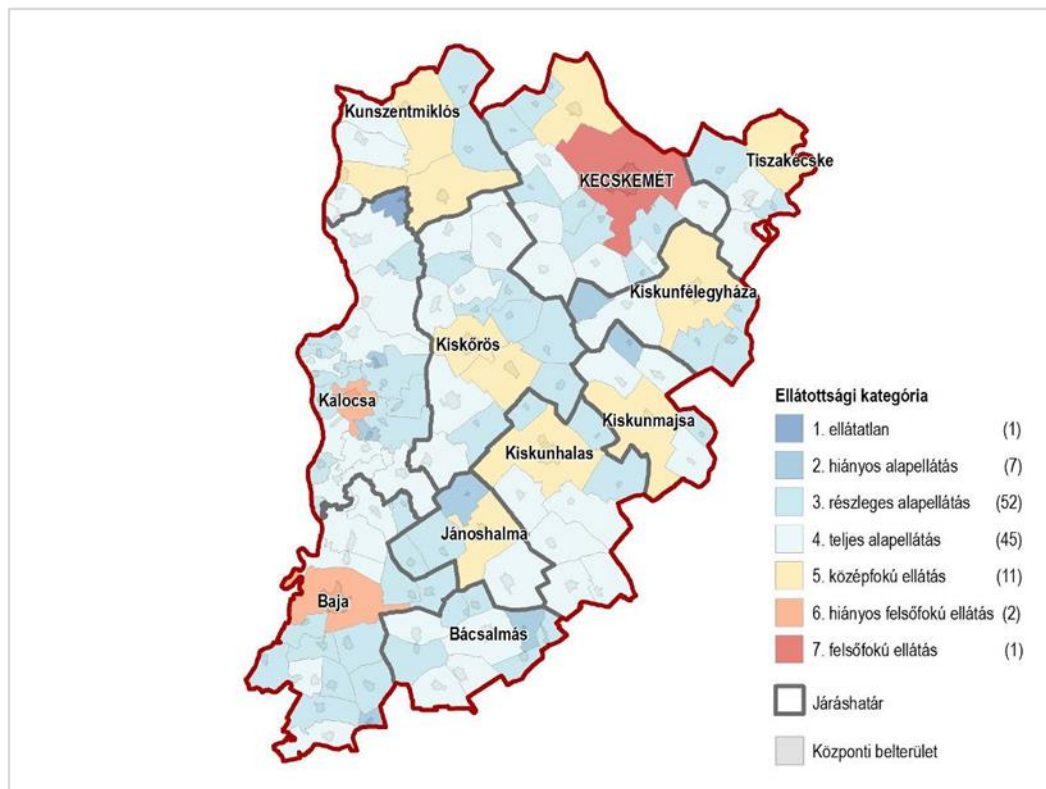 Kunszentmiklós
Tiszakécske
KECSKEMÉT
Kiskunfélegyháza
Kiskőrös
Kalocsa
Kiskunmajsa
Kiskunhalas
Jánoshalma
Baja
Bácsalmás
Ellátottsági kategória
1. ellátatlan (1)
2. hiányos alapellátás (7)
3. részleges alapellátás (52)
4. teljes alapellátás (45)
5. középfokú ellátás (11)
6. hiányos felsőfokú ellátás (2)
7. felsőfokú ellátás (1)
Járáshatár
Központi belterület